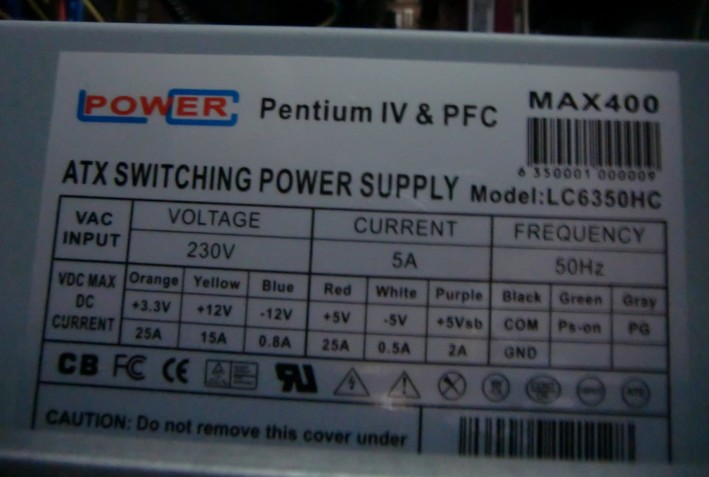 POWER Pentium IV & PFC MAX400
6 350001 000009
ATX SWITCHING POWER SUPPLY Model:LC6350HC
VAC INPUT VOLTAGE CURRENT FREQUENCY
230V 5A 50Hz
VDC MAX DC CURRENT Orange Yellow Blue Red White Purple Black Green Gray
+3.3V +12V -12V +5V -5V +5Vsb COM Ps-on PG
25A 15A 0.8A 25A 0.5A 2A GND
CB FC CE RU
CAUTION: Do not remove this cover under